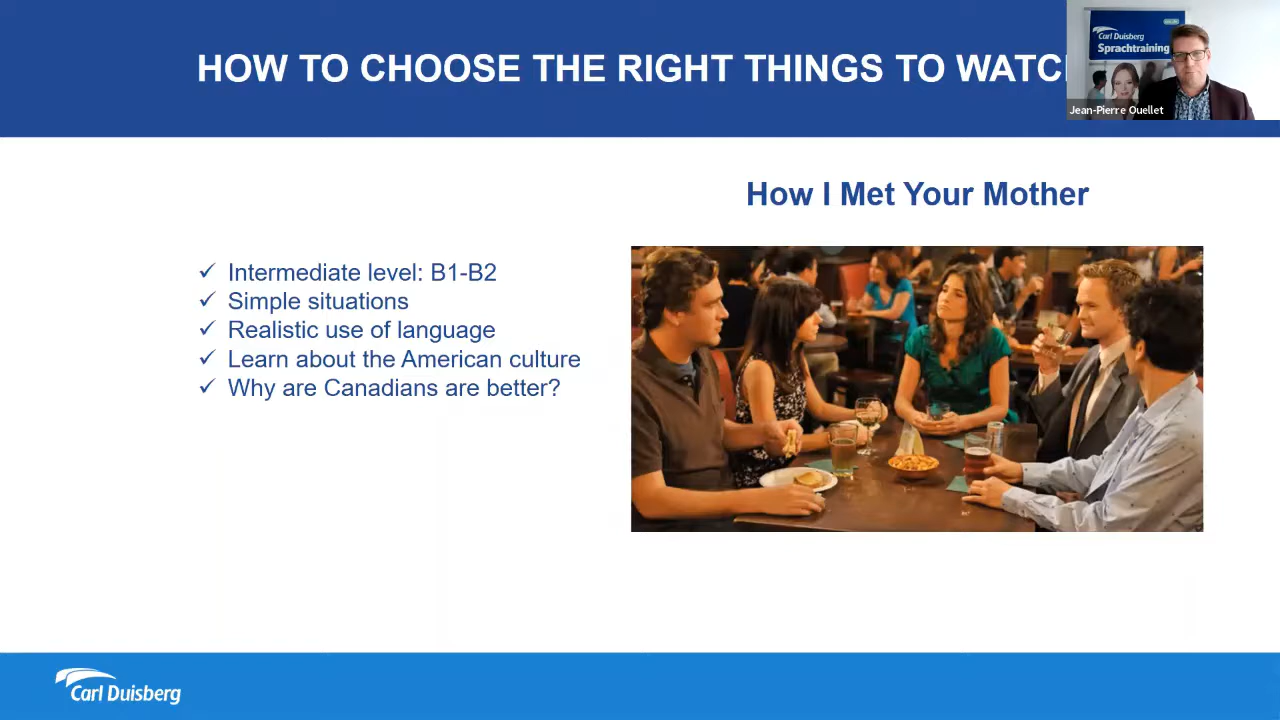 HOW TO CHOOSE THE RIGHT THINGS TO WATC
Carl Duisberg
Sprachtraining
Jean-Pierre Ouellet
How I Met Your Mother
✓ Intermediate level: B1-B2
✓ Simple situations
✓ Realistic use of language
✓ Learn about the American culture
✓ Why are Canadians are better?
Carl Duisberg